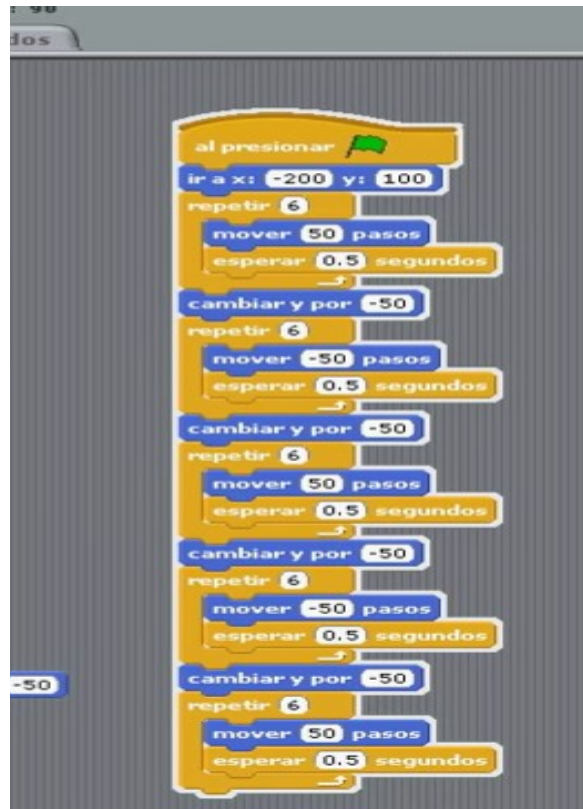 : 98
dos
al presionar
ir a x: -200 y: 100
repetir 6
mover 50 pasos
esperar 0.5 segundos
cambiar y por -50
repetir 6
mover -50 pasos
esperar 0.5 segundos
cambiar y por -50
repetir 6
mover 50 pasos
esperar 0.5 segundos
cambiar y por -50
repetir 6
mover -50 pasos
esperar 0.5 segundos
-50
cambiar y por -50
repetir 6
mover 50 pasos
esperar 0.5 segundos